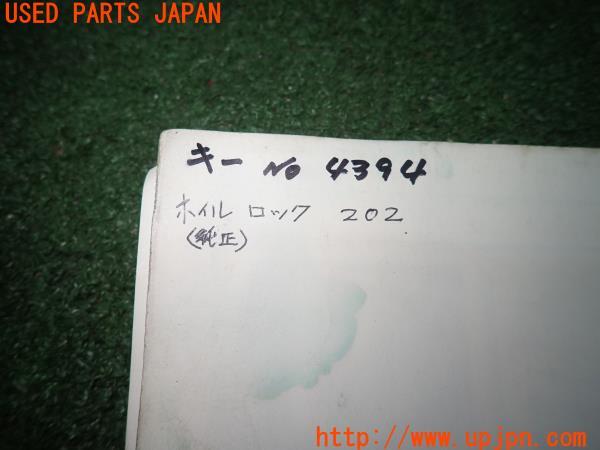 USED PARTS JAPAN
キー No 4394
ホイル ロック 202
(純正)
http://www.upjpn.com